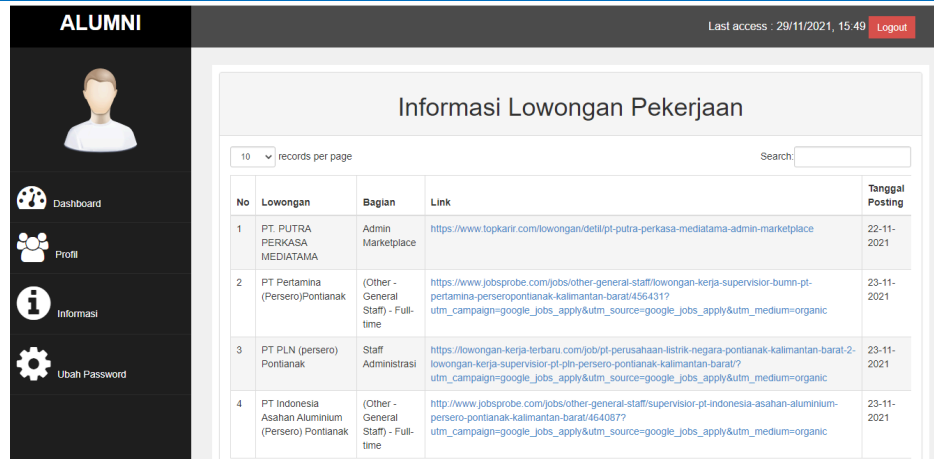 ALUMNI
Last access : 29/11/2021, 15:49 Logout
Dashboard
Profil
Informasi
Ubah Password
Informasi Lowongan Pekerjaan
10 records per page
Search:
No Lowongan Bagian Link Tanggal Posting
1 PT. PUTRA PERKASA MEDIATAMA
Admin Marketplace
https://www.topkarir.com/lowongan/detil/pt-putra-perkasa-mediatama-admin-marketplace
22-11-2021
2 PT Pertamina (Persero)Pontianak
(Other - General Staff) - Full-time
https://www.jobsprobe.com/jobs/other-general-staff/lowongan-kerja-supervisior-bumn-pt-
pertamina-perseropontianak-kalimantan-barat/456431?
utm_campaign=google_jobs_apply&utm_source=google_jobs_apply&utm_medium=organic
23-11-2021
3 PT PLN (persero) Pontianak
Staff Administrasi
https://lowongan-kerja-terbaru.com/job/pt-perusahaan-listrik-negara-pontianak-kalimantan-barat-2-
lowongan-kerja-supervisior-pt-pln-persero-pontianak-kalimantan-barat/?
utm_campaign=google_jobs_apply&utm_source=google_jobs_apply&utm_medium=organic
23-11-2021
4 PT Indonesia Asahan Aluminium (Persero) Pontianak
(Other - General Staff) - Full-time
http://www.jobsprobe.com/jobs/other-general-staff/supervisior-pt-indonesia-asahan-aluminium-
persero-pontianak-kalimantan-barat/464087?
utm_campaign=google_jobs_apply&utm_source=google_jobs_apply&utm_medium=organic
23-11-2021